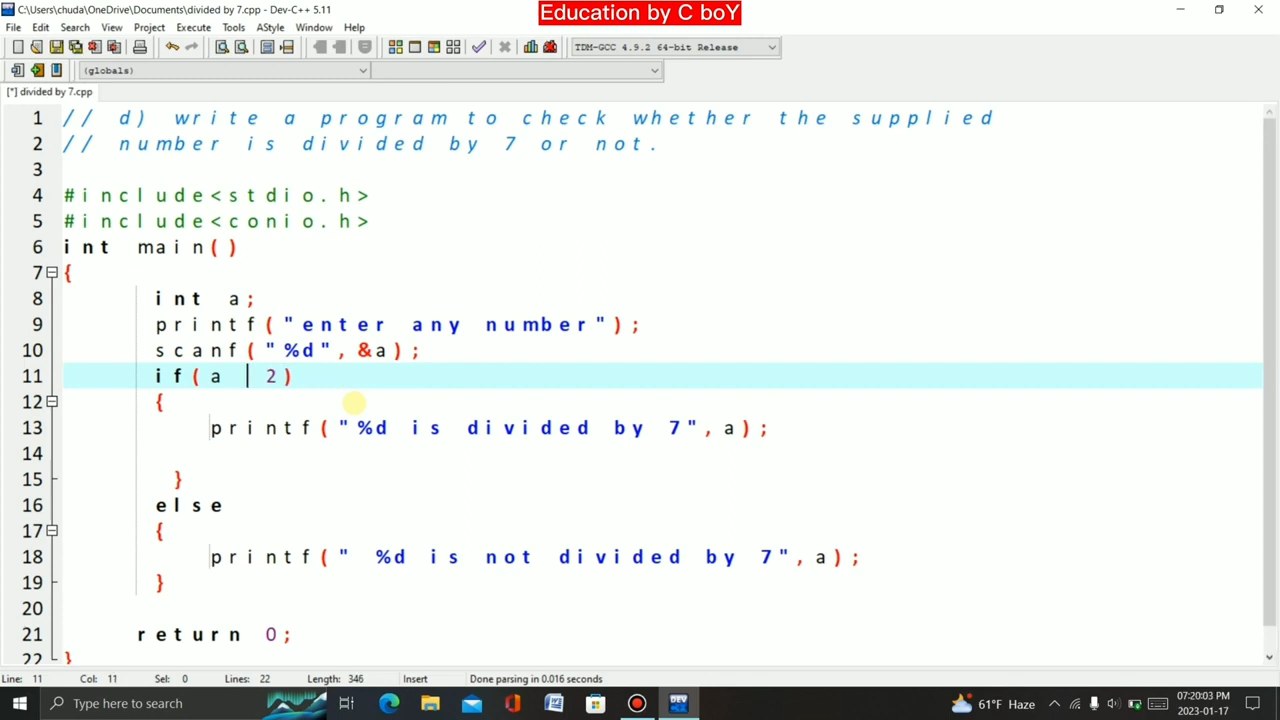 C:\Users\chuda\OneDrive\Documents\divided by 7.cpp - Dev-C++ 5.11
Education by C boY
File Edit Search View Project Execute Tools AStyle Window Help
TDM-GCC 4.9.2 64-bit Release
(globals)
[*] divided by 7.cpp
1 // d) write a program to check whether the supplied
2 // number is divided by 7 or not.
3
4 #include<stdio.h>
5 #include<conio.h>
6 int main()
7 {
8 int a;
9 printf("enter any number");
10 scanf("%d",&a);
11 if(a 2)
12 {
13 printf("%d is divided by 7",a);
14
15 }
16 else
17 {
18 printf(" %d is not divided by 7",a);
19 }
20
21 return 0;
22 }
Line: 11 Col: 11 Sel: 0 Lines: 22 Length: 346 Insert Done parsing in 0.016 seconds
Type here to search
DEV
61°F Haze
07:20:03 PM
2023-01-17